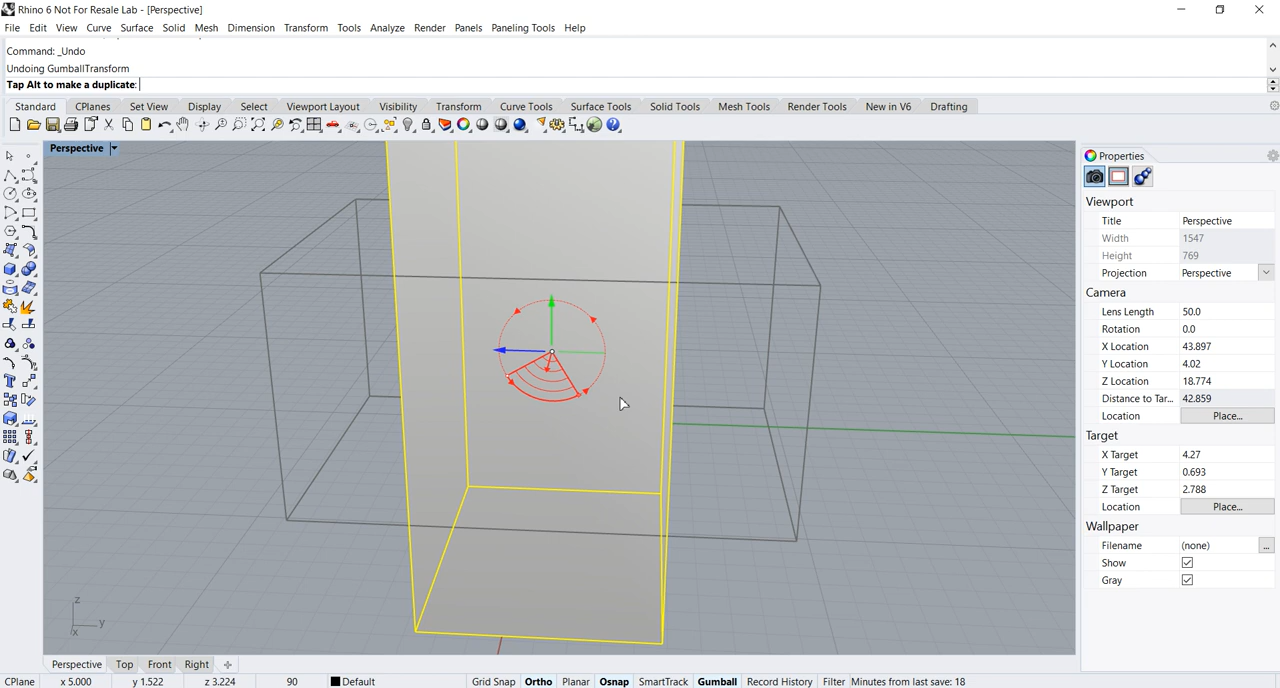 Rhino 6 Not For Resale Lab - [Perspective]
File Edit View Curve Surface Solid Mesh Dimension Transform Tools Analyze Render Panels Paneling Tools Help
Command: _Undo
Undoing GumballTransform
Tap Alt to make a duplicate:
Standard CPlanes Set View Display Select Viewport Layout Visibility Transform Curve Tools Surface Tools Solid Tools Mesh Tools Render Tools New in V6 Drafting
Perspective
Properties
Viewport
Title Perspective
Width 1547
Height 769
Projection Perspective
Camera
Lens Length 50.0
Rotation 0.0
X Location 43.897
Y Location 4.02
Z Location 18.774
Distance to Tar... 42.859
Location Place...
Target
X Target 4.27
Y Target 0.693
Z Target 2.788
Location Place...
Wallpaper
Filename (none) ...
Show
Gray
z
y
x
Perspective Top Front Right
CPlane x 5.000 y 1.522 z 3.224 90 Default Grid Snap Ortho Planar Osnap SmartTrack Gumball Record History Filter Minutes from last save: 18